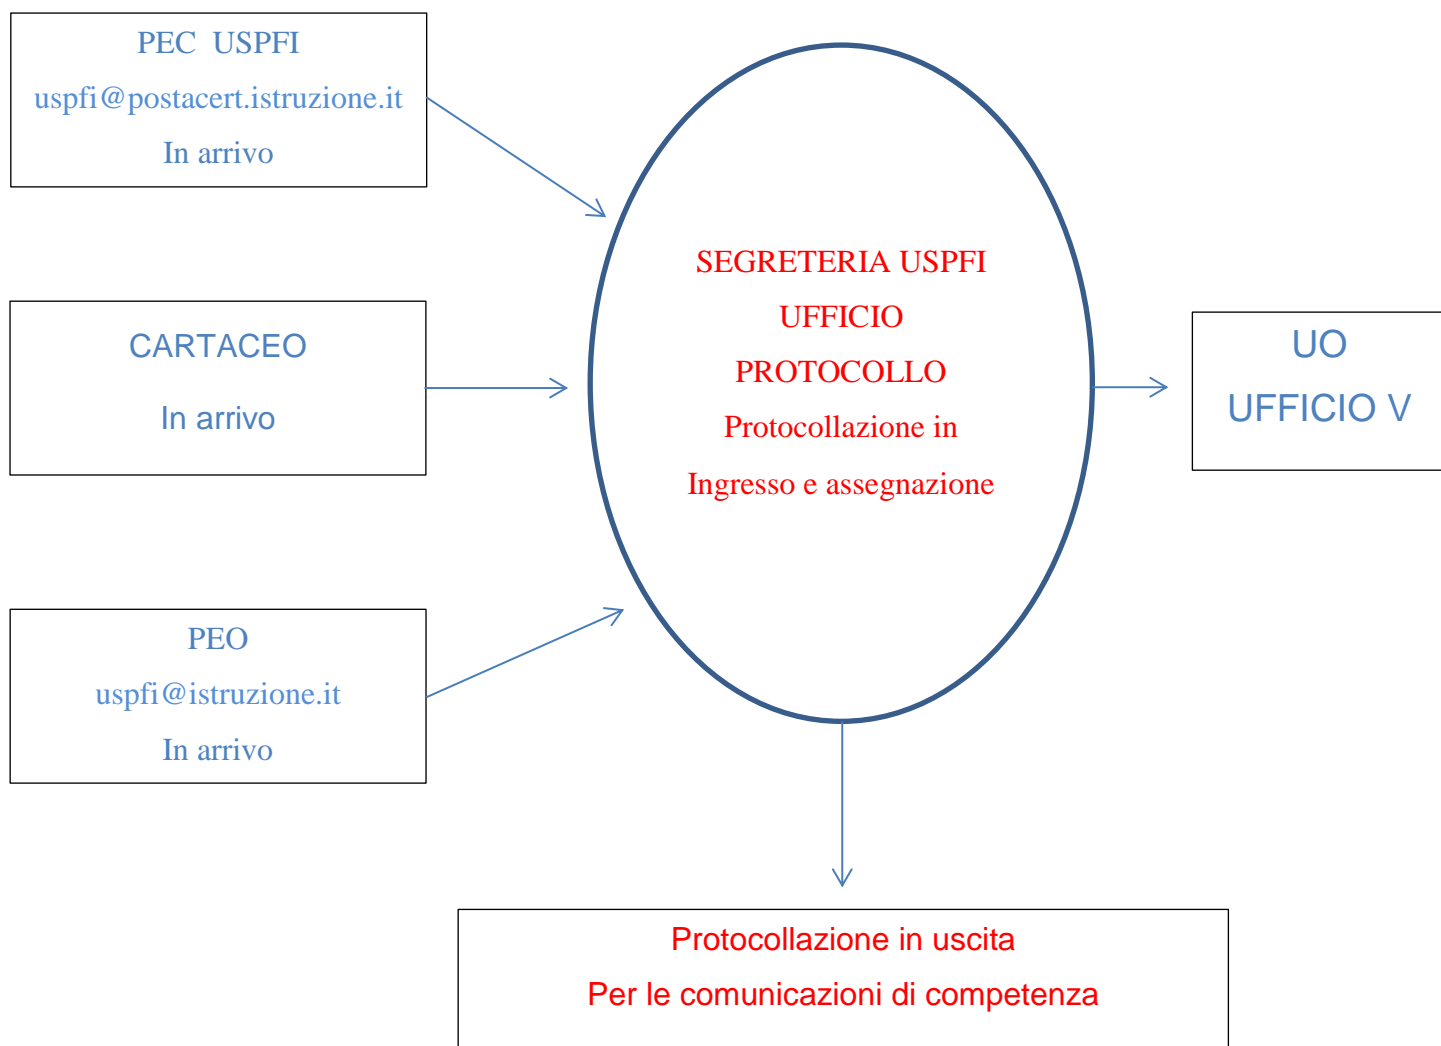 PEC USPFI
uspfi@postacert.istruzione.it
In arrivo
CARTACEO
In arrivo
PEO
uspfi@istruzione.it
In arrivo
SEGRETERIA USPFI
UFFICIO
PROTOCOLLO
Protocollazione in
Ingresso e assegnazione
UO
UFFICIO V
Protocollazione in uscita
Per le comunicazioni di competenza